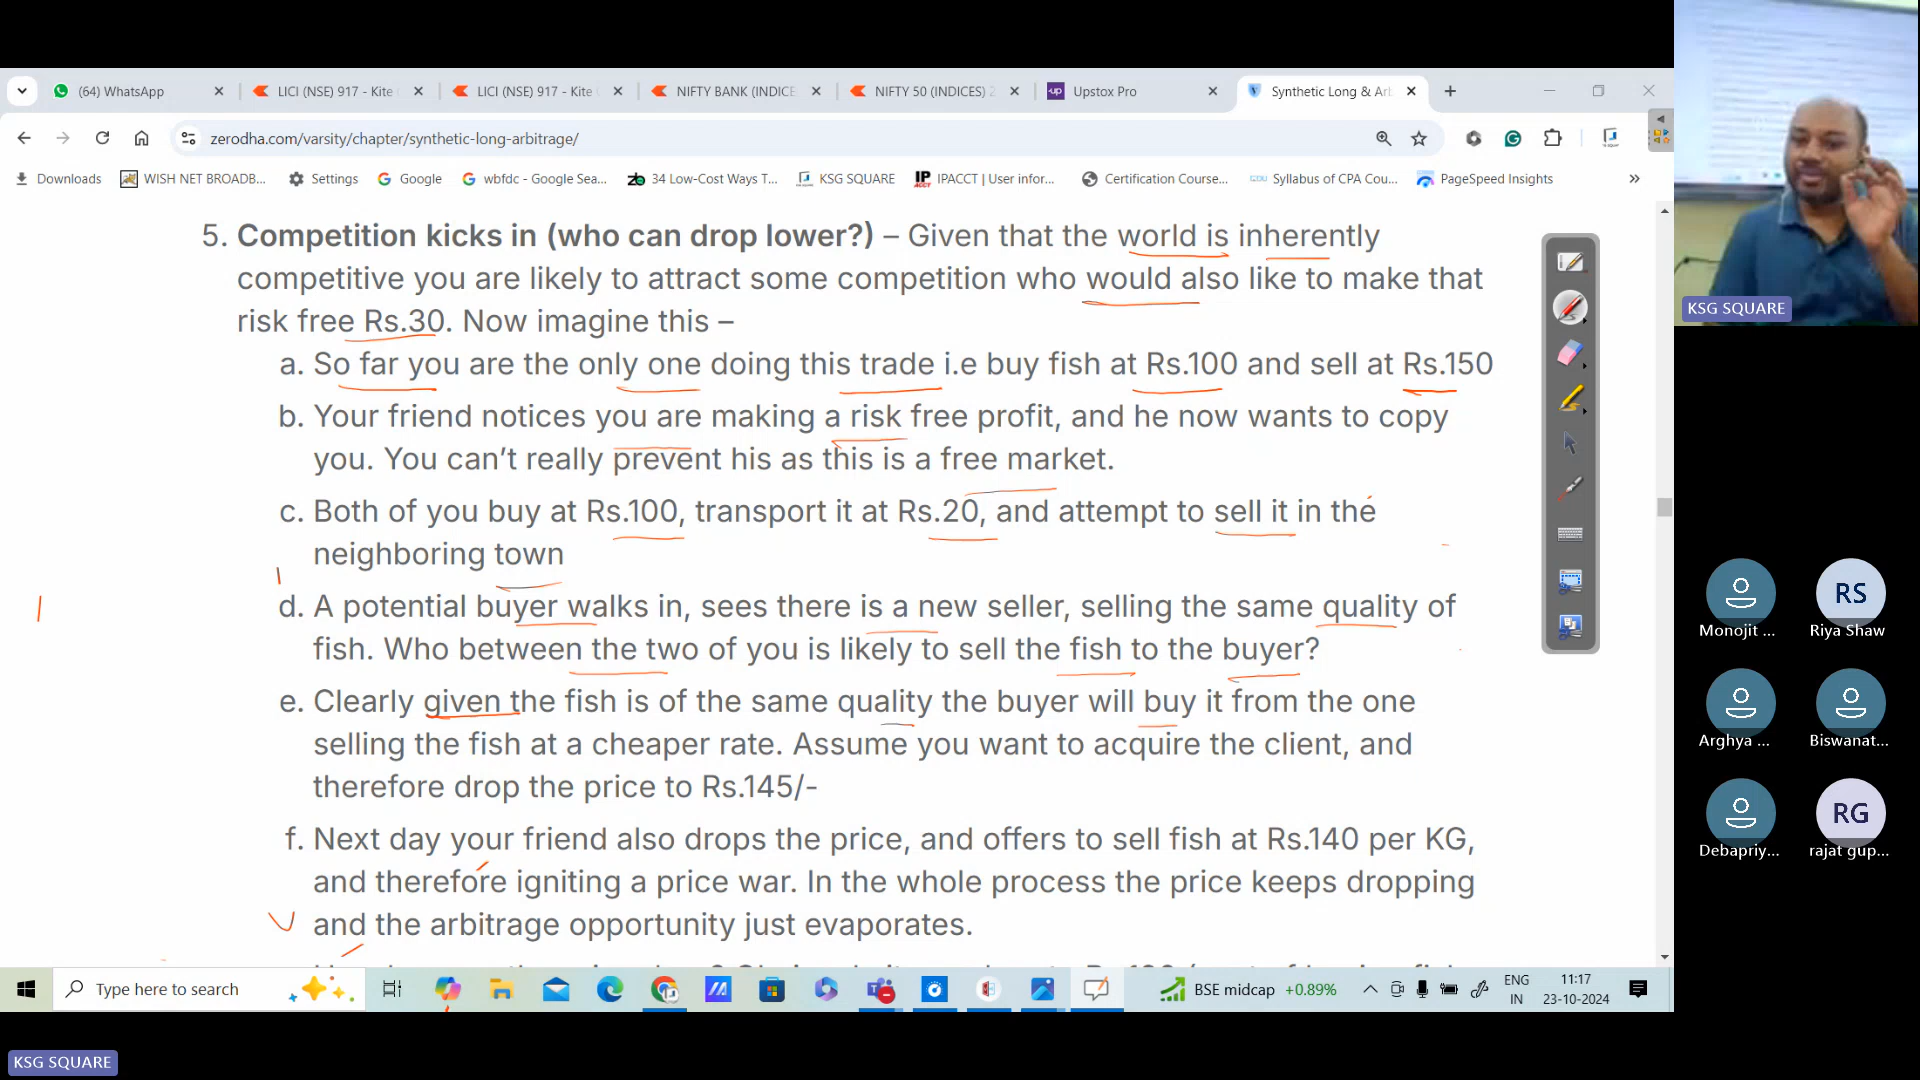 (64) WhatsApp
LICI (NSE) 917 - Kite
LICI (NSE) 917 - Kite
NIFTY BANK (INDICE
NIFTY 50 (INDICES) 2
Upstox Pro
Synthetic Long & Ar
zerodha.com/varsity/chapter/synthetic-long-arbitrage/
Downloads
WISH NET BROADB...
Settings
Google
wbfdc - Google Sea...
34 Low-Cost Ways T...
KSG SQUARE
IPACCT | User infor...
Certification Course...
Syllabus of CPA Cou...
PageSpeed Insights
5. Competition kicks in (who can drop lower?) – Given that the world is inherently
competitive you are likely to attract some competition who would also like to make that
risk free Rs.30. Now imagine this –
a. So far you are the only one doing this trade i.e buy fish at Rs.100 and sell at Rs.150
b. Your friend notices you are making a risk free profit, and he now wants to copy
you. You can't really prevent his as this is a free market.
c. Both of you buy at Rs.100, transport it at Rs.20, and attempt to sell it in the
neighboring town
d. A potential buyer walks in, sees there is a new seller, selling the same quality of
fish. Who between the two of you is likely to sell the fish to the buyer?
e. Clearly given the fish is of the same quality the buyer will buy it from the one
selling the fish at a cheaper rate. Assume you want to acquire the client, and
therefore drop the price to Rs.145/-
f. Next day your friend also drops the price, and offers to sell fish at Rs.140 per KG,
and therefore igniting a price war. In the whole process the price keeps dropping
and the arbitrage opportunity just evaporates.
Type here to search
BSE midcap +0.89%
ENG
IN
11:17
23-10-2024
KSG SQUARE
RS
Monojit ...
Riya Shaw
Arghya ...
Biswanat...
RG
Debapriy...
rajat gup...
KSG SQUARE